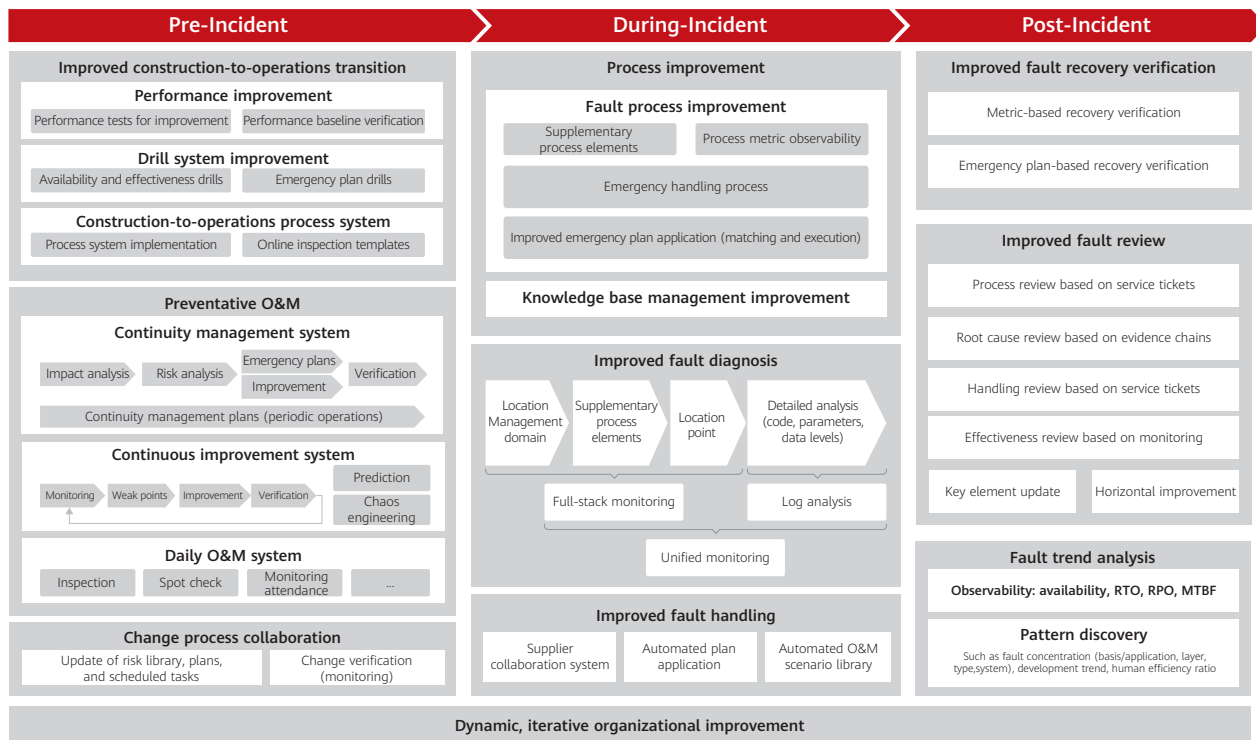 Pre-Incident
During-Incident
Post-Incident
Improved construction-to-operations transition
Performance improvement
Performance tests for improvement
Performance baseline verification
Drill system improvement
Availability and effectiveness drills
Emergency plan drills
Construction-to-operations process system
Process system implementation
Online inspection templates
Preventative O&M
Continuity management system
Impact analysis
Risk analysis
Emergency plans
Improvement
Verification
Continuity management plans (periodic operations)
Continuous improvement system
Monitoring
Weak points
Improvement
Verification
Prediction
Chaos
engineering
Daily O&M system
Inspection
Spot check
Monitoring
attendance
...
Change process collaboration
Update of risk library, plans,
and scheduled tasks
Change verification
(monitoring)
Process improvement
Fault process improvement
Supplementary
process elements
Process metric observability
Emergency handling process
Improved emergency plan application (matching and execution)
Knowledge base management improvement
Improved fault diagnosis
Location
Management
domain
Supplementary
process
elements
Location
point
Detailed analysis
(code, parameters,
data levels)
Full-stack monitoring
Log analysis
Unified monitoring
Improved fault handling
Supplier
collaboration system
Automated plan
application
Automated O&M
scenario library
Improved fault recovery verification
Metric-based recovery verification
Emergency plan-based recovery verification
Improved fault review
Process review based on service tickets
Root cause review based on evidence chains
Handling review based on service tickets
Effectiveness review based on monitoring
Key element update
Horizontal improvement
Fault trend analysis
Observability: availability, RTO, RPO, MTBF
Pattern discovery
Such as fault concentration (basis/application, layer,
type,system), development trend, human efficiency ratio
Dynamic, iterative organizational improvement